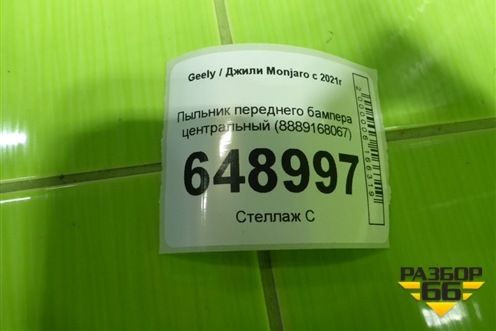 Geely / Джили Monjaro с 2021г
Пыльник переднего бампера
центральный (8889168067)
648997
Стеллаж С
РАЗБОР
66